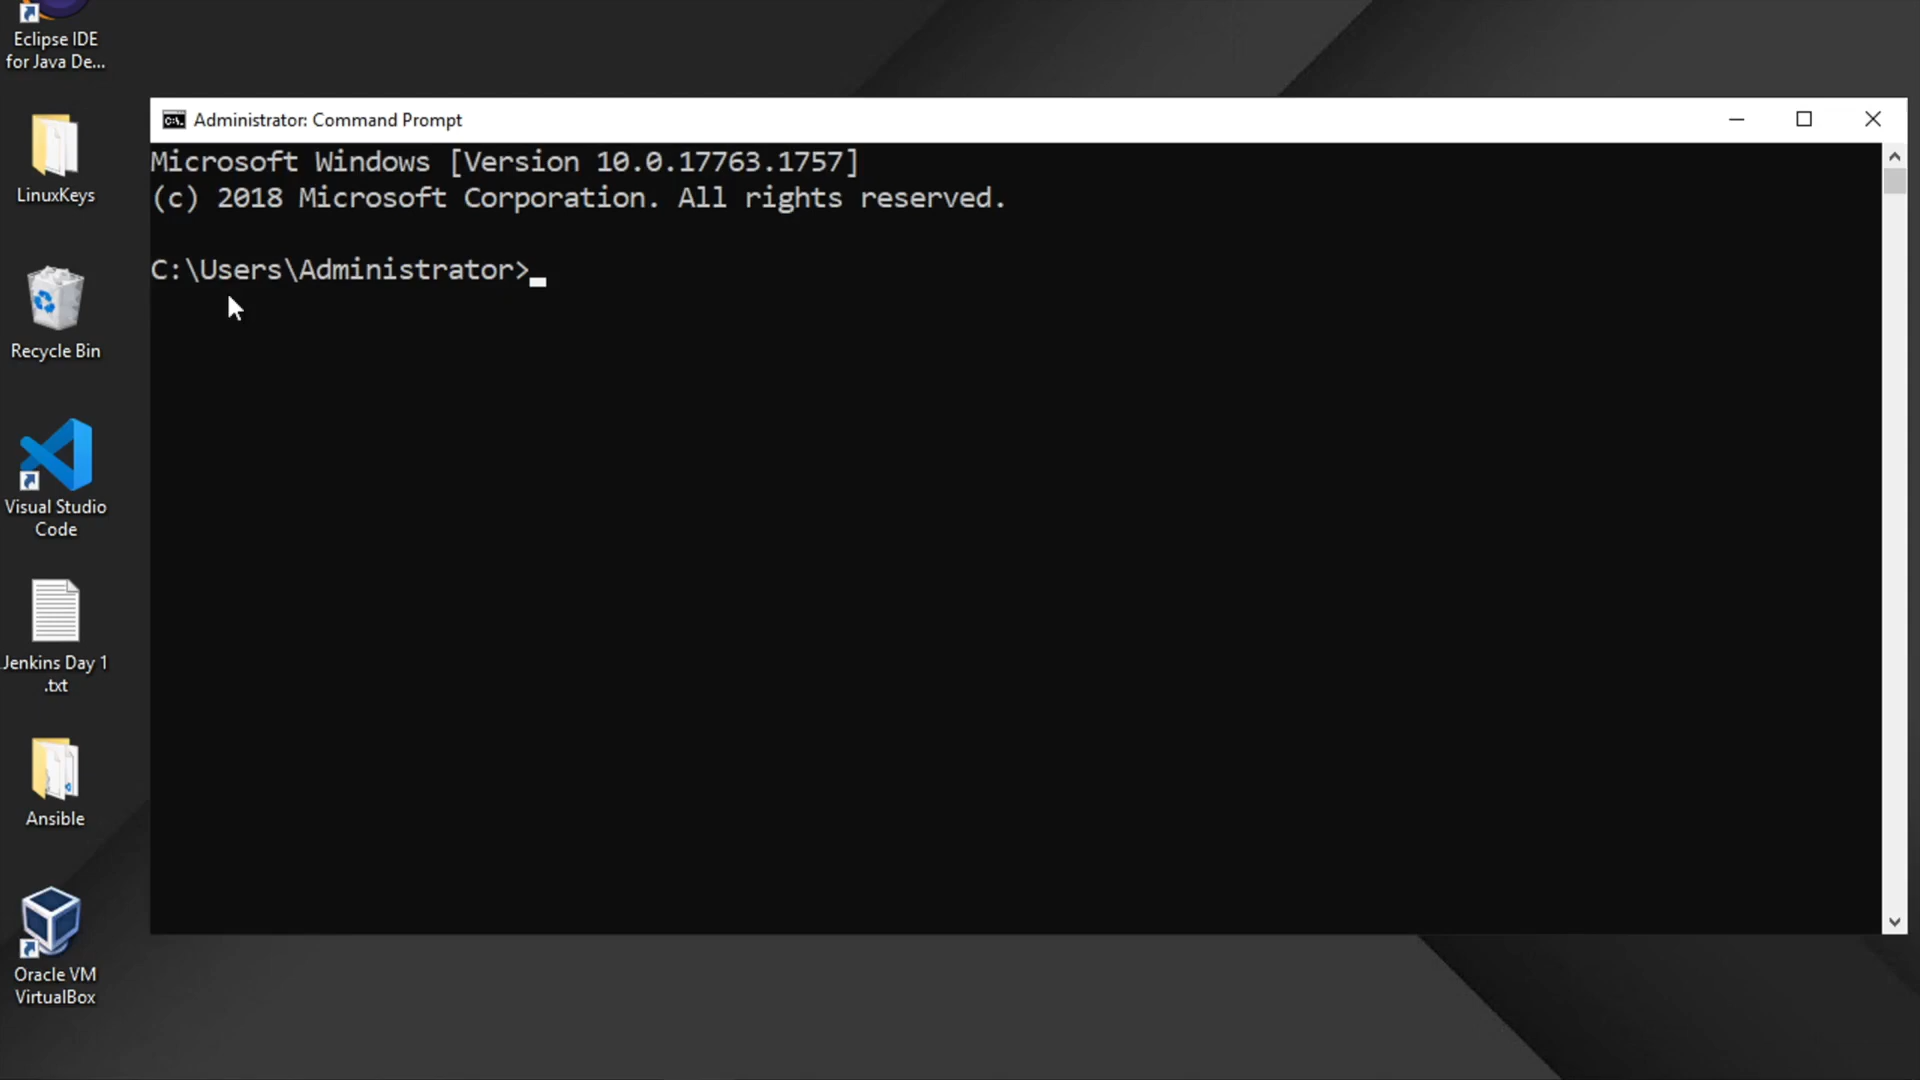 Eclipse IDE
for Java De...
LinuxKeys
Recycle Bin
Visual Studio
Code
Jenkins Day 1
.txt
Ansible
Oracle VM
VirtualBox
Administrator: Command Prompt
Microsoft Windows [Version 10.0.17763.1757]
(c) 2018 Microsoft Corporation. All rights reserved.
C:\Users\Administrator>